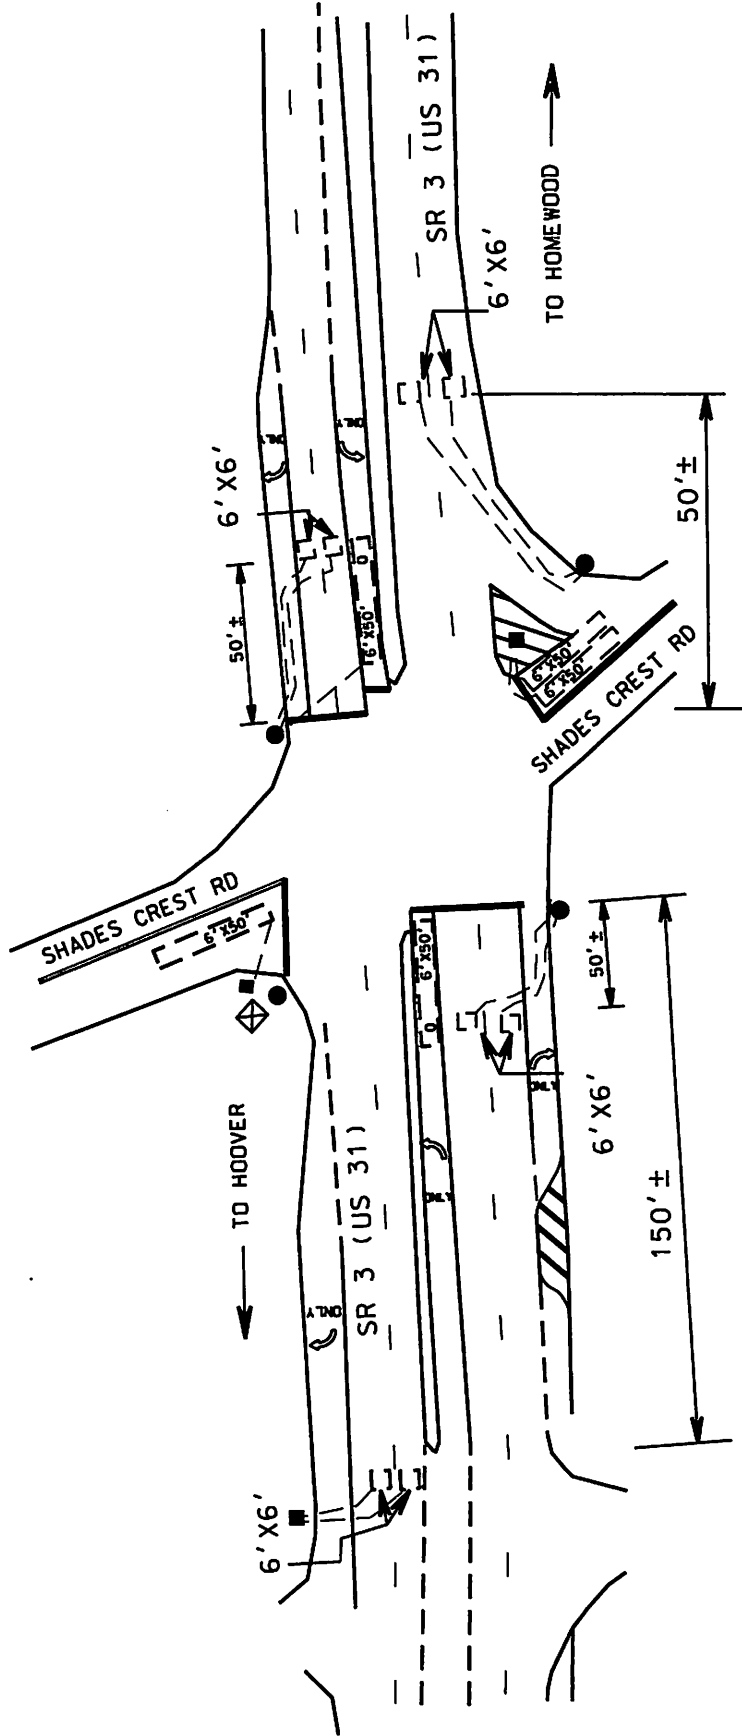 SR 3 (US 31)
TO HOMEWOOD
6'X6'
6'X6'
ONLY
ONLY
50'±
50'±
6'X50'
6'X50'
6'X50'
SHADES CREST RD
SHADES CREST RD
6'X50'
6'X50'
50'±
TO HOOVER
ONLY
6'X6'
ONLY
150'±
SR 3 (US 31)
ONLY
6'X6'